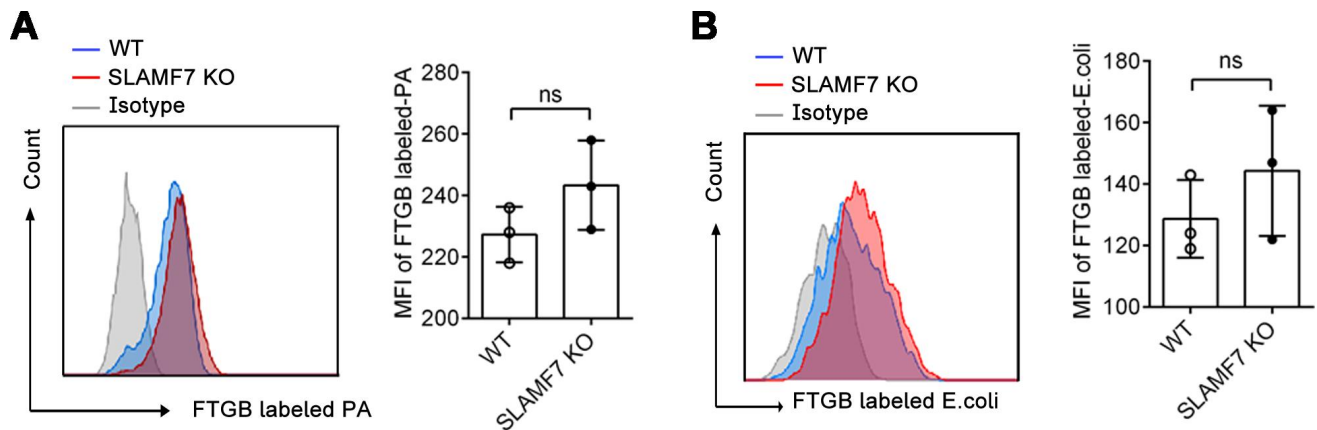 A
WT
SLAMF7 KO
Isotype
Count
FTGB labeled PA
MFI of FTGB labeled-PA
280
260
240
220
200
ns
WT
SLAMF7 KO
B
WT
SLAMF7 KO
Isotype
Count
FTGB labeled E.coli
MFI of FTGB labeled-E.coli
180
160
140
120
100
ns
WT
SLAMF7 KO